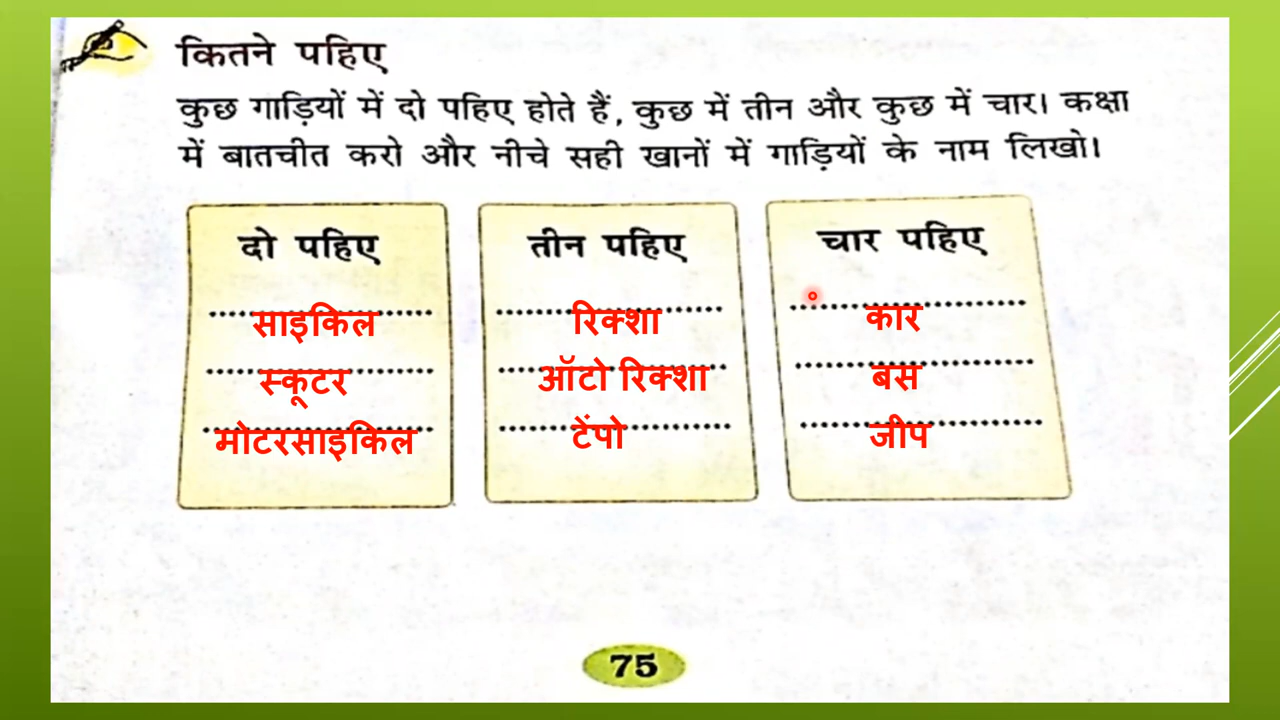 कितने पहिए
कुछ गाड़ियों में दो पहिए होते हैं, कुछ में तीन और कुछ में चार। कक्षा
में बातचीत करो और नीचे सही खानों में गाड़ियों के नाम लिखो।
दो पहिए
साइकिल
स्कूटर
मोटरसाइकिल
तीन पहिए
रिक्शा
ऑटो रिक्शा
टेंपो
चार पहिए
कार
बस
जीप
75